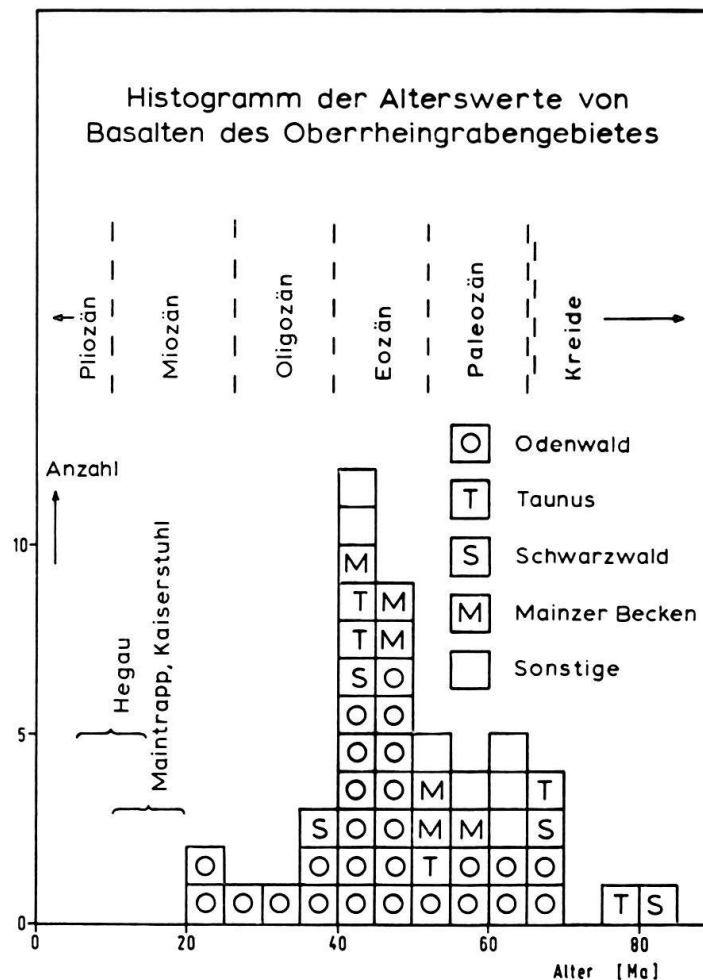 Histogramm der Alterswerte von
Basalten des Oberrheingrabengebietes
Pliozän
Miozän
Oligozän
Eozän
Paleozän
Kreide
Anzahl
O Odenwald
T Taunus
S Schwarzwald
M Mainzer Becken
Sonstige
Hegau
Maintrapp, Kaiserstuhl
10
5
0
M
T M
T M
S O
O O
O O
O O M T
S O O M M S
O O O O T O O O
O O O O O O O O O O T S
0 20 40 60 80
Alter [Ma]